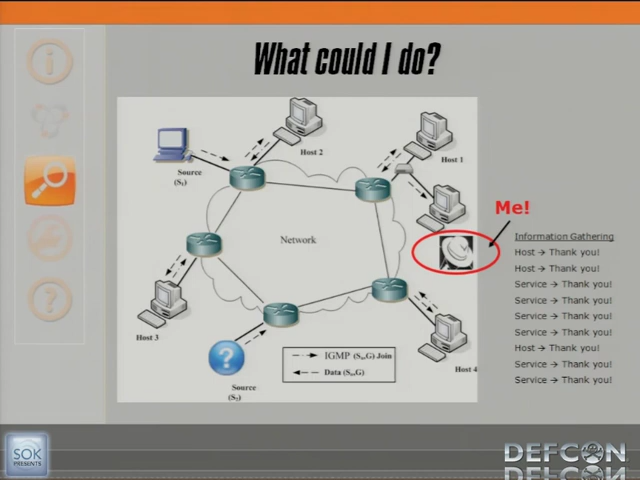 What could I do?
Host 2
Source
(S₁)
Host 1
Me!
Network
Information Gathering
Host → Thank you!
Host → Thank you!
Service → Thank you!
Service → Thank you!
Service → Thank you!
Service → Thank you!
Host → Thank you!
Service → Thank you!
Service → Thank you!
Host 3
Source
(S₂)
IGMP (Sₓ,G) Join
Data (Sₓ,G)
Host 4
SOK
PRESENTS
DEFCON